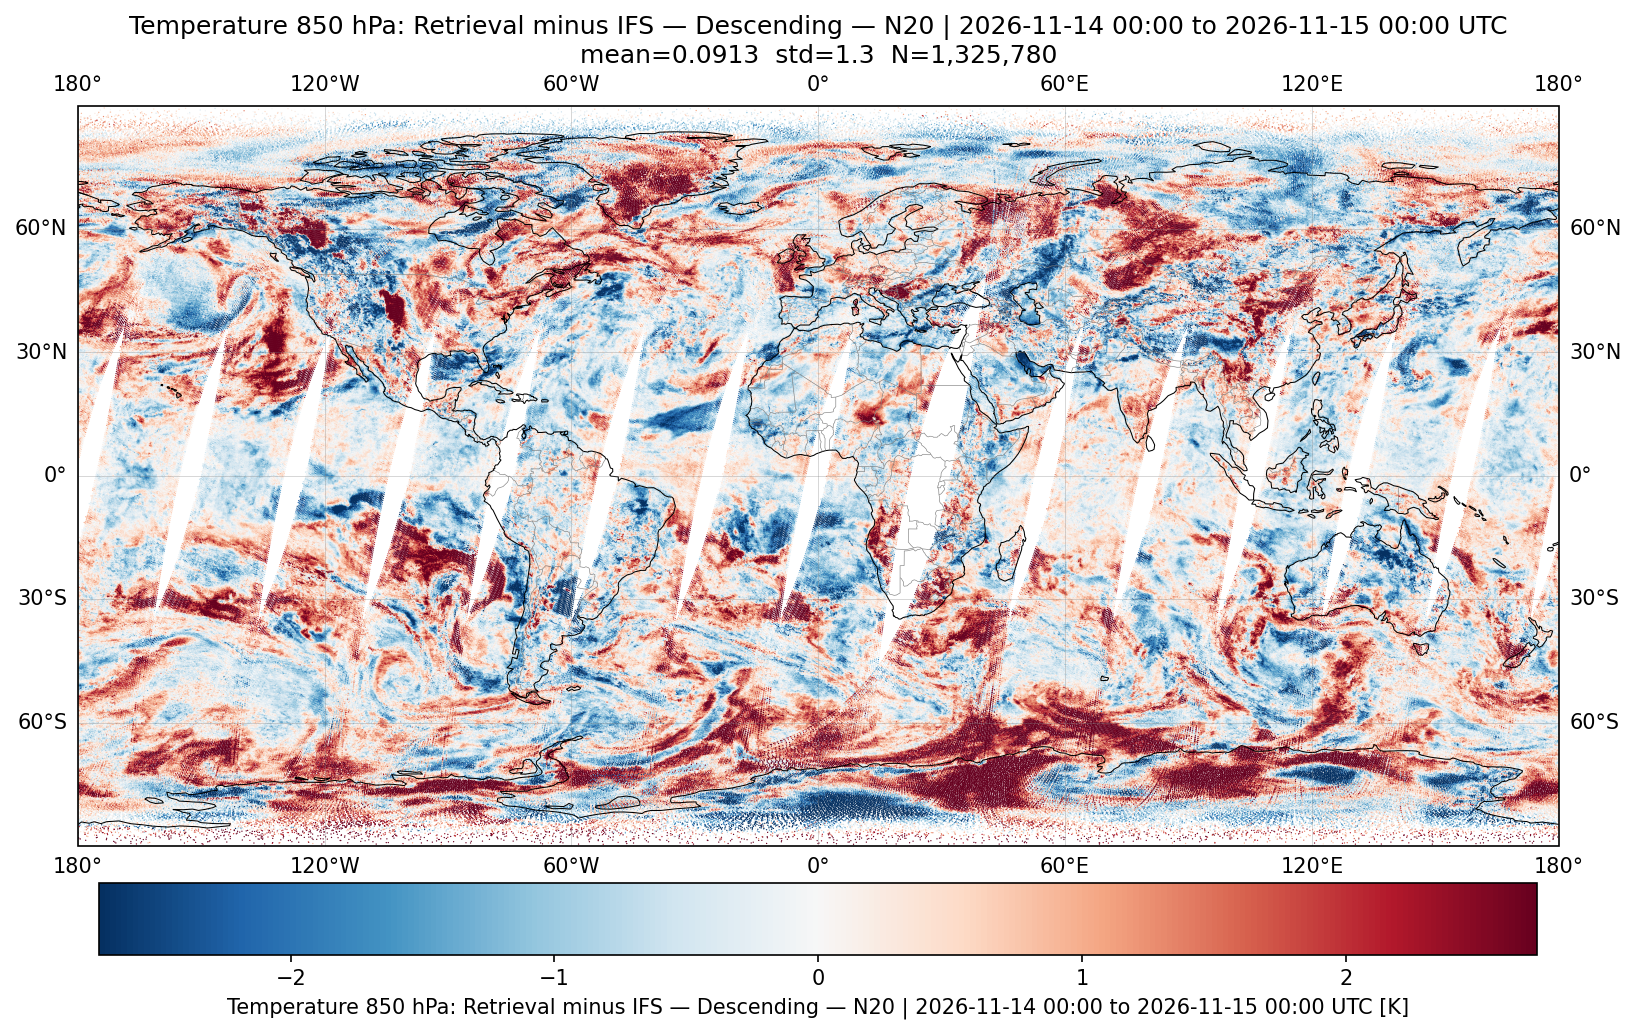 Temperature 850 hPa: Retrieval minus IFS — Descending — N20 | 2026-11-14 00:00 to 2026-11-15 00:00 UTC
mean=0.0913  std=1.3  N=1,325,780
180° 120°W 60°W 0° 60°E 120°E 180°
60°N 60°N
30°N 30°N
0° 0°
30°S 30°S
60°S 60°S
180° 120°W 60°W 0° 60°E 120°E 180°
−2 −1 0 1 2
Temperature 850 hPa: Retrieval minus IFS — Descending — N20 | 2026-11-14 00:00 to 2026-11-15 00:00 UTC [K]